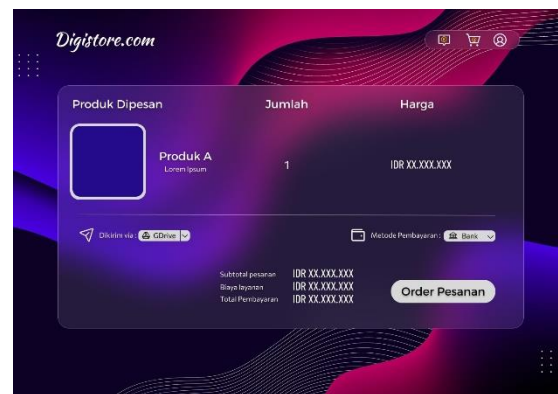 Digistore.com
Produk Dipesan Jumlah Harga
Produk A
Lorem Ipsum
1 IDR XX.XXX.XXX
Dikirim via : GDrive Metode Pembayaran : Bank
Subtotal pesanan IDR XX.XXX.XXX
Biaya layanan IDR XX.XXX.XXX
Total Pembayaran IDR XX.XXX.XXX
Order Pesanan